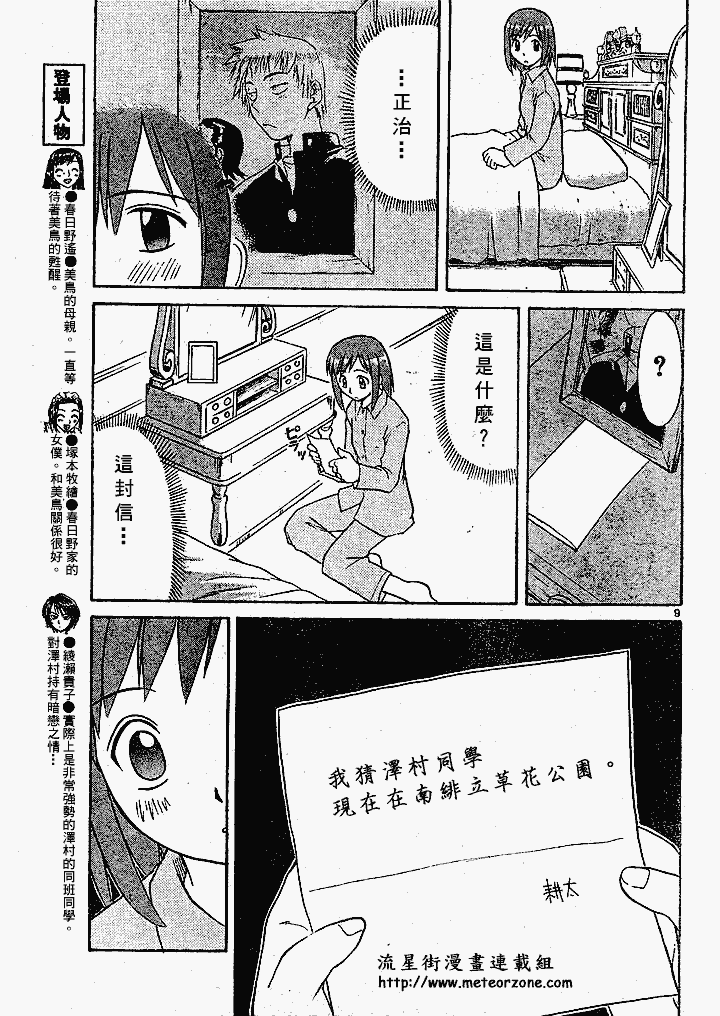 …正治…
？
這是什麼？
ピラッ
這封信…
9
我猜澤村同學
現在在南緋立草花公園。
耕太
流星街漫畫連載組
http://www.meteorzone.com
登場人物
●春日野遙●美鳥的母親。一直等
待著美鳥的甦醒。
●塚本牧繪●春日野家的
女僕。和美鳥關係很好。
●綾瀨貴子●實際上是非常強勢的澤村的同班同學。
對澤村持有暗戀之情…